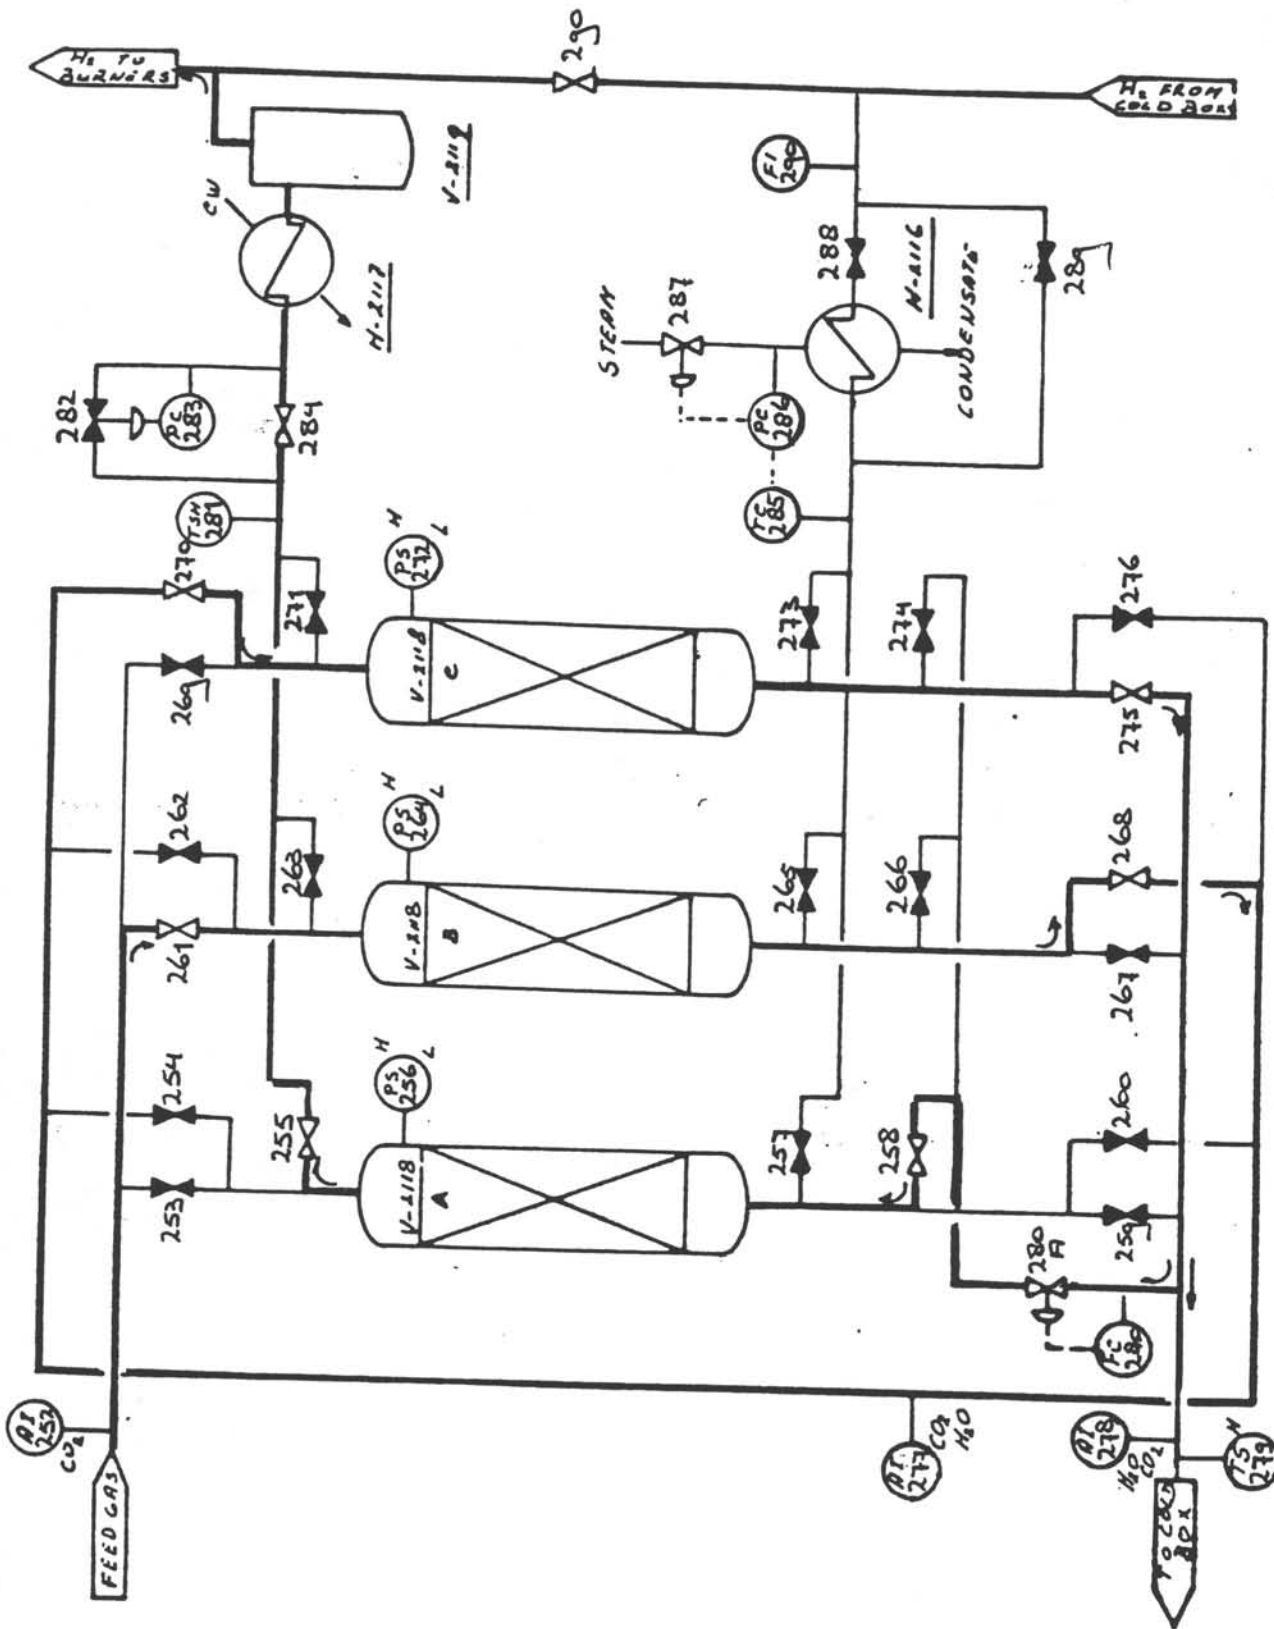 H2 TO
BURNERS
290
H2 FROM
COLD BOX
V-2119
CW
H-2117
FI
290
288
289
H-2116
STEAM
287
CONDENSATE
PC
286
TC
285
282
PC
283
284
TSH
281
270
271
269
PS
272
H
L
V-2118
C
273
274
276
275
262
261
263
PS
264
H
L
V-2118
B
265
266
268
267
254
253
255
PS
256
H
L
V-2118
A
257
258
260
259
280
A
FC
280
AI
252
CO2
FEED GAS
AI
277
CO2
H2O
AI
278
H2O
CO2
TS
279
H
TO COLD
BOX